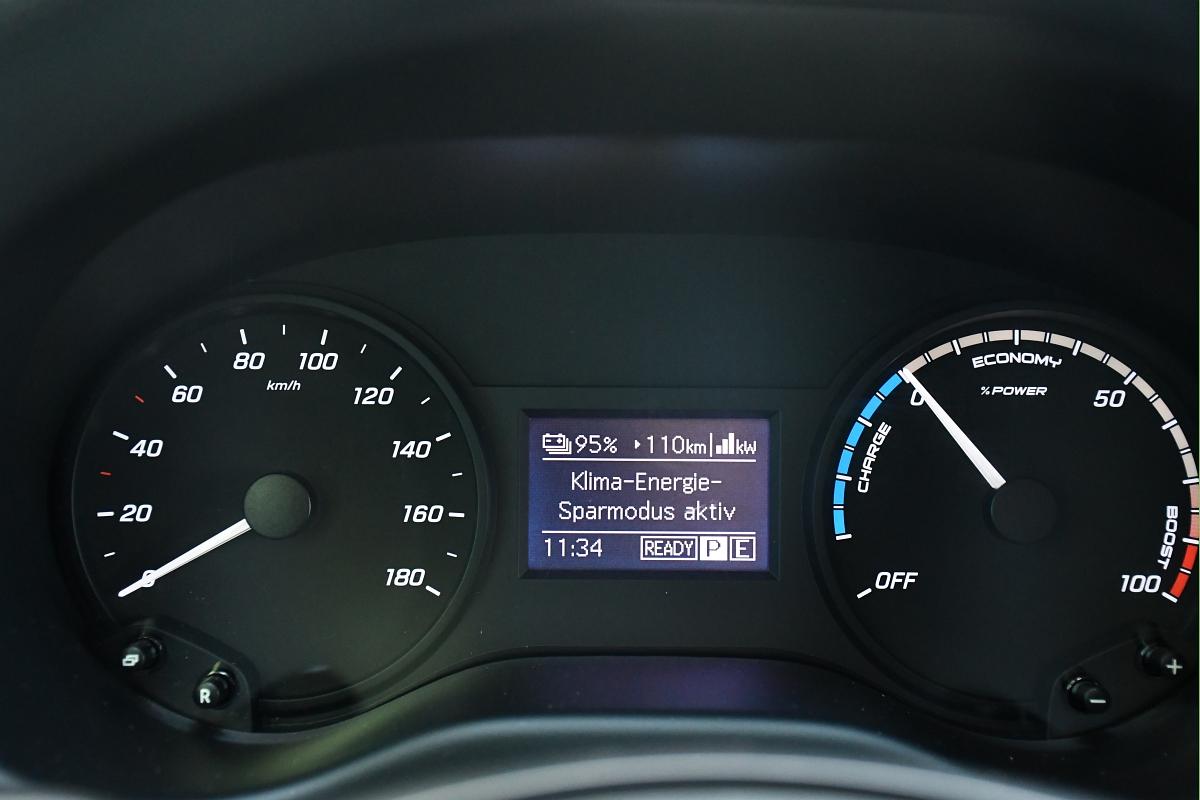 80
100
60
km/h
120
40
140
20
160
0
180
R
95% 110km kW
Klima-Energie-
Sparmodus aktiv
11:34 READY P E
ECONOMY
% POWER
0
50
CHARGE
BOOST
OFF
100
+
-